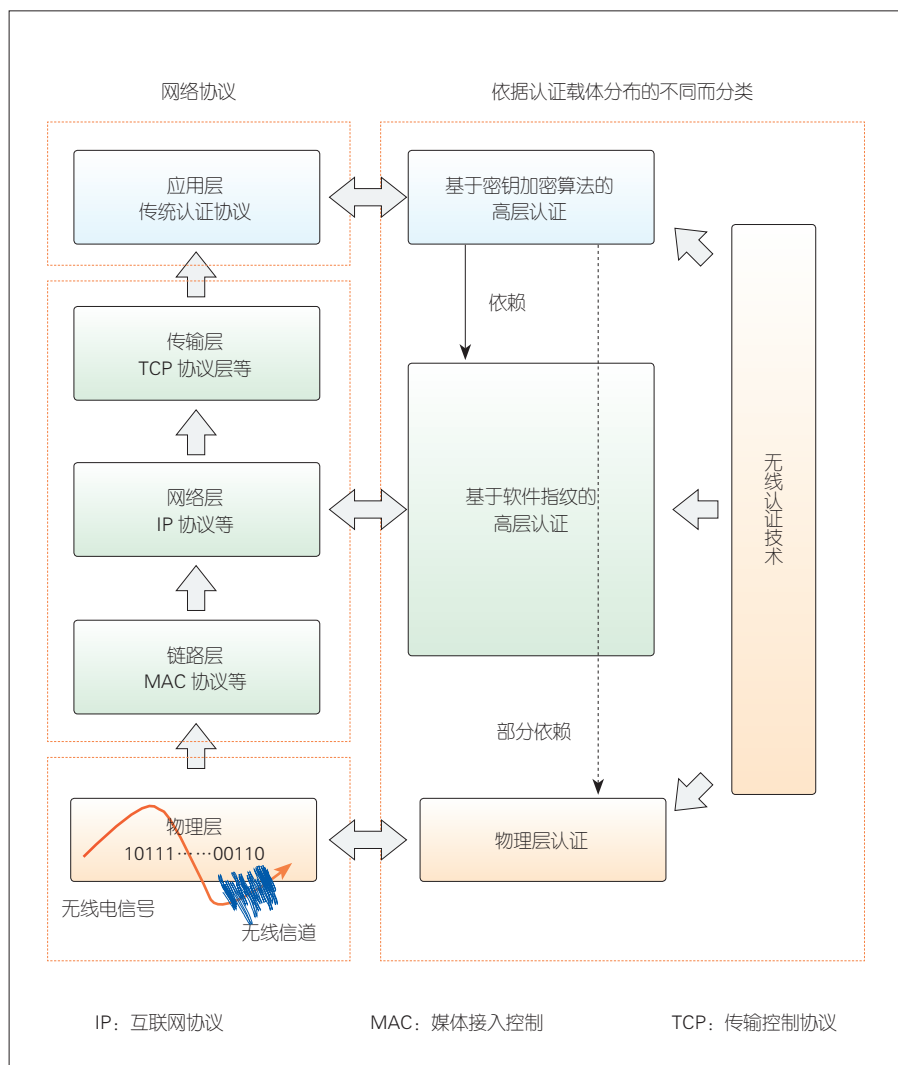 网络协议
依据认证载体分布的不同而分类
应用层
传统认证协议
基于密钥加密算法的
高层认证
依赖
传输层
TCP 协议层等
网络层
IP 协议等
基于软件指纹的
高层认证
无线认证技术
链路层
MAC 协议等
部分依赖
物理层
10111……00110
物理层认证
无线电信号
无线信道
IP：互联网协议
MAC：媒体接入控制
TCP：传输控制协议